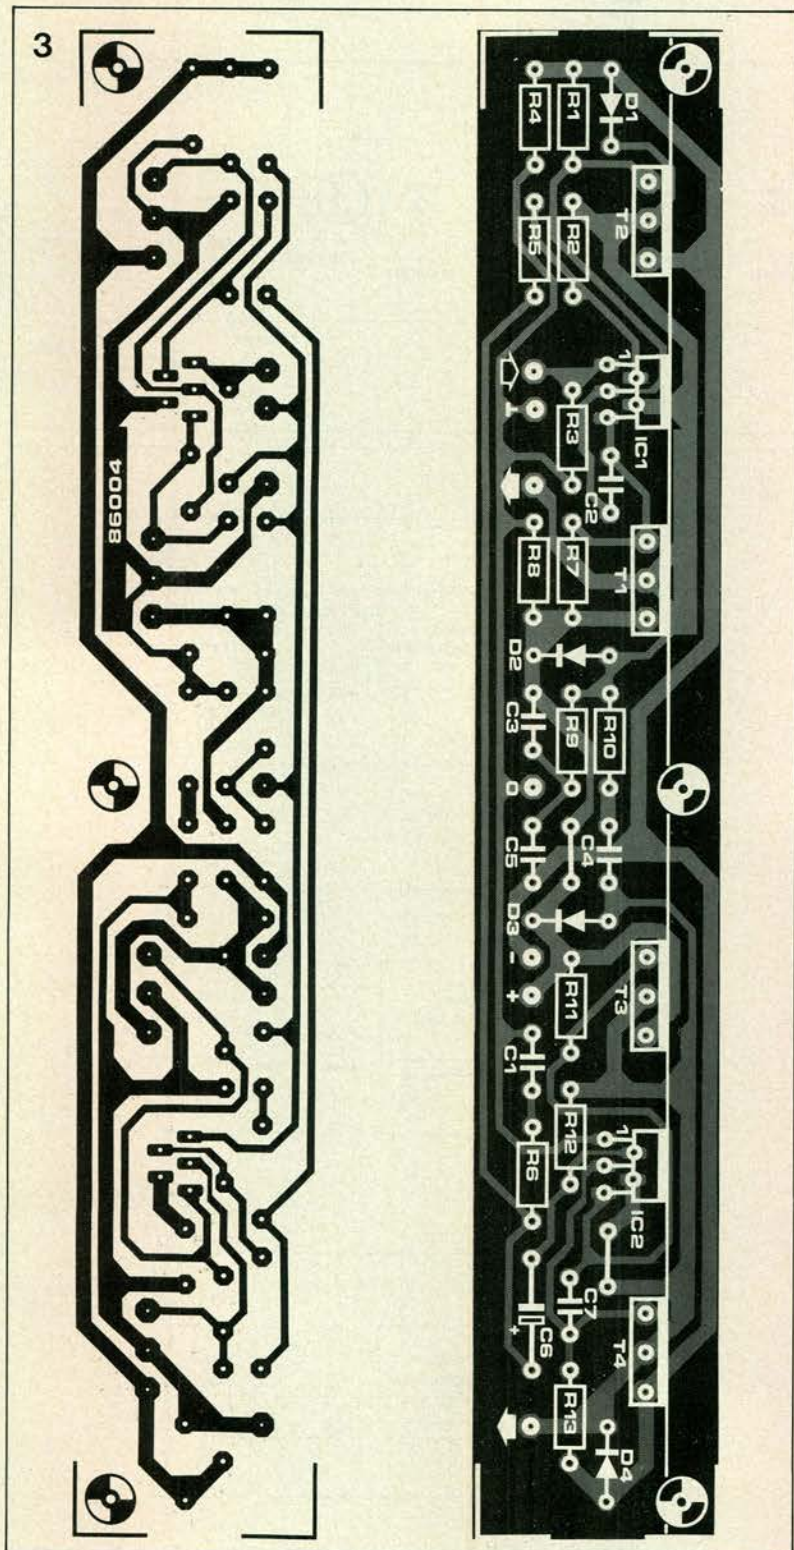 3
86004
R4
R1
D1
R5
R2
T2
⊥
R3
1
IC1
C2
R8
R7
T1
D2
C3
R9
R10
0
C5
C4
D3
-
+
R11
T3
C1
R12
1
R6
IC2
C7
+
C6
T4
R13
D4